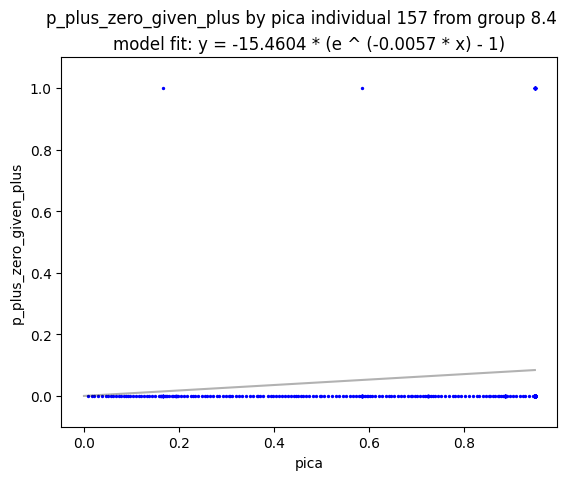 p_plus_zero_given_plus by pica individual 157 from group 8.4
model fit: y = -15.4604 * (e ^ (-0.0057 * x) - 1)
1.0
0.8
0.6
0.4
0.2
0.0
p_plus_zero_given_plus
0.0 0.2 0.4 0.6 0.8
pica